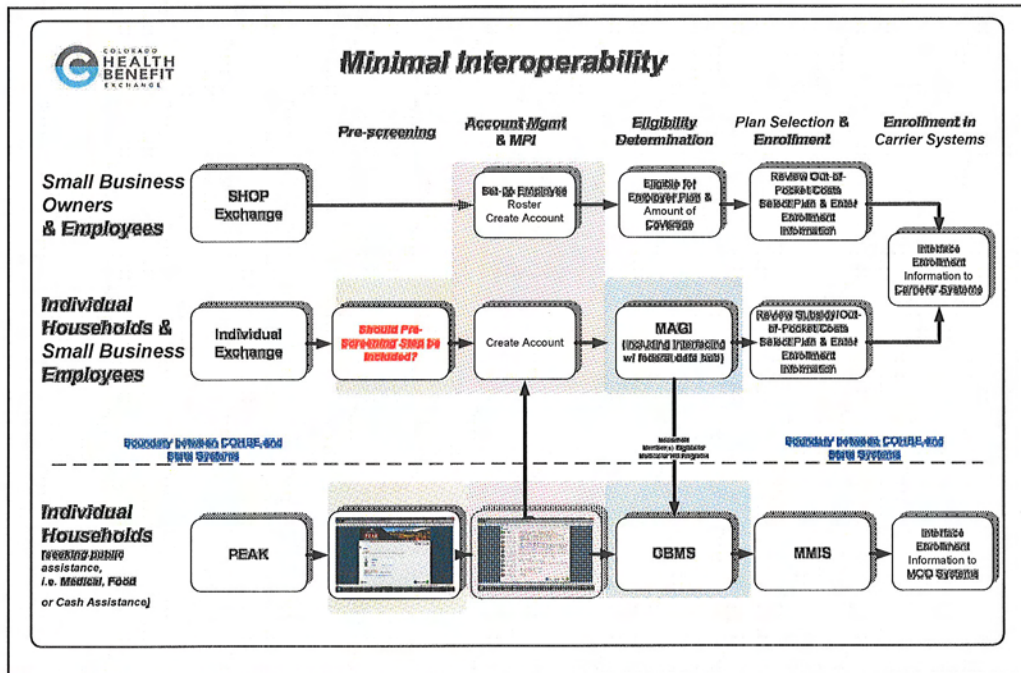 COLORADO
HEALTH
BENEFIT
EXCHANGE
Minimal Interoperability
Pre-screening
Account Mgmt
& MPI
Eligibility
Determination
Plan Selection &
Enrollment
Enrollment in
Carrier Systems
Small Business
Owners
& Employees
SHOP
Exchange
Set-up Employee
Roster
Create Account
Eligible for
Employer Plan &
Amount of
Coverage
Review Out-of-
Pocket Costs
Select Plan & Enter
Enrollment
Information
Interface
Enrollment
Information to
Carriers' Systems
Individual
Households &
Small Business
Employees
Individual
Exchange
Should Pre-
Screening Step be
Included?
Create Account
MAGI
(including Interfacing
w/ federal data hub)
Review Subsidy/Out-
of-Pocket Costs
Select Plan & Enter
Enrollment
Information
Boundary between COHBE and
State Systems
Boundary between COHBE and
State Systems
Individual
Households
(seeking public
assistance,
i.e. Medical, Food
or Cash Assistance)
PEAK
CBMS
MMIS
Interface
Enrollment
Information to
MCO Systems